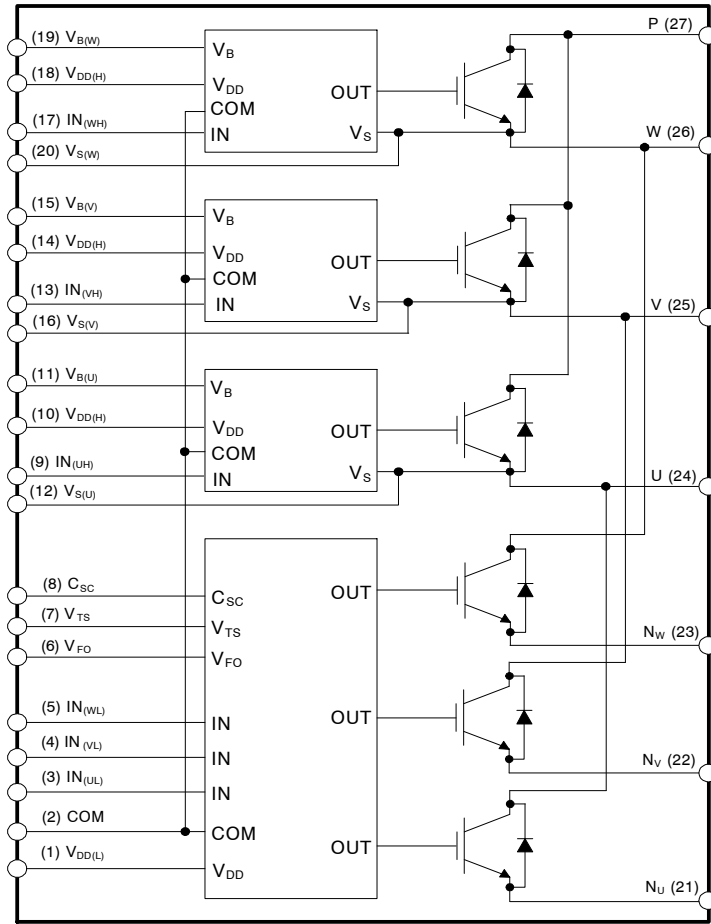 (19) VB(W)
VB
P (27)
(18) VDD(H)
VDD
OUT
COM
(17) IN(WH)
IN
VS
W (26)
(20) VS(W)
(15) VB(V)
VB
(14) VDD(H)
VDD
OUT
COM
(13) IN(VH)
IN
VS
V (25)
(16) VS(V)
(11) VB(U)
VB
(10) VDD(H)
VDD
OUT
COM
(9) IN(UH)
IN
VS
U (24)
(12) VS(U)
(8) CSC
CSC
OUT
(7) VTS
VTS
(6) VFO
VFO
NW (23)
(5) IN(WL)
IN
OUT
(4) IN(VL)
IN
NV (22)
(3) IN(UL)
IN
(2) COM
COM
OUT
(1) VDD(L)
VDD
NU (21)